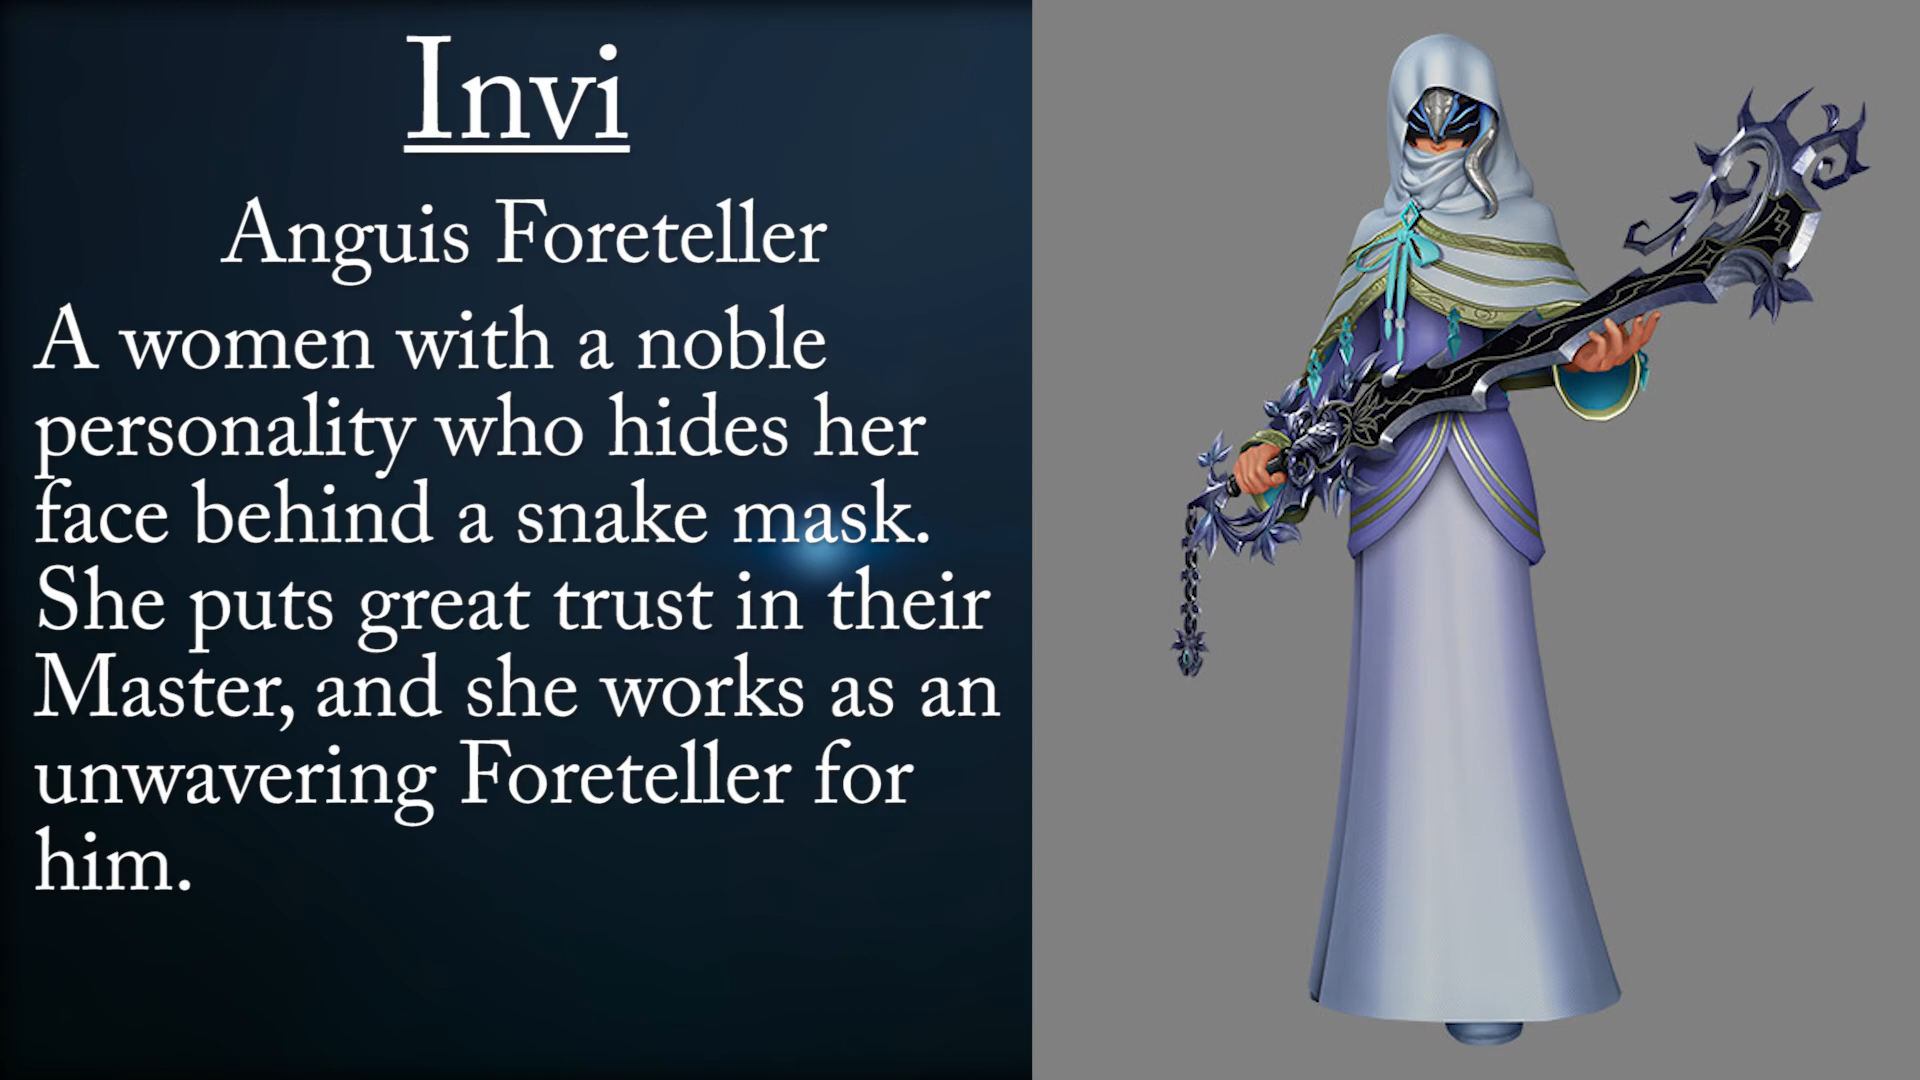 Invi
Anguis Foreteller
A women with a noble
personality who hides her
face behind a snake mask.
She puts great trust in their
Master, and she works as an
unwavering Foreteller for
him.